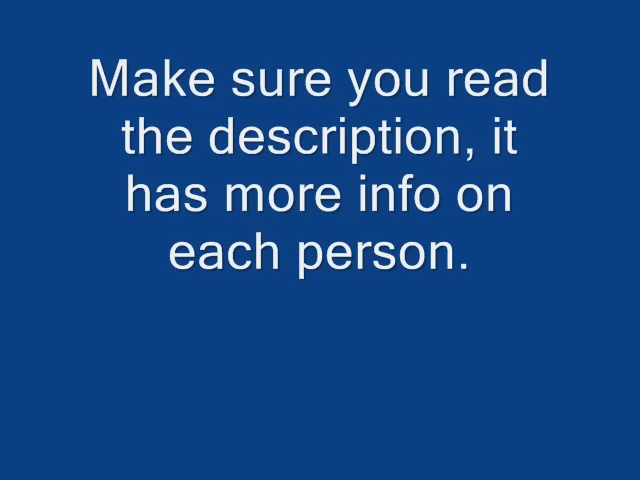 Make sure you read
the description, it
has more info on
each person.